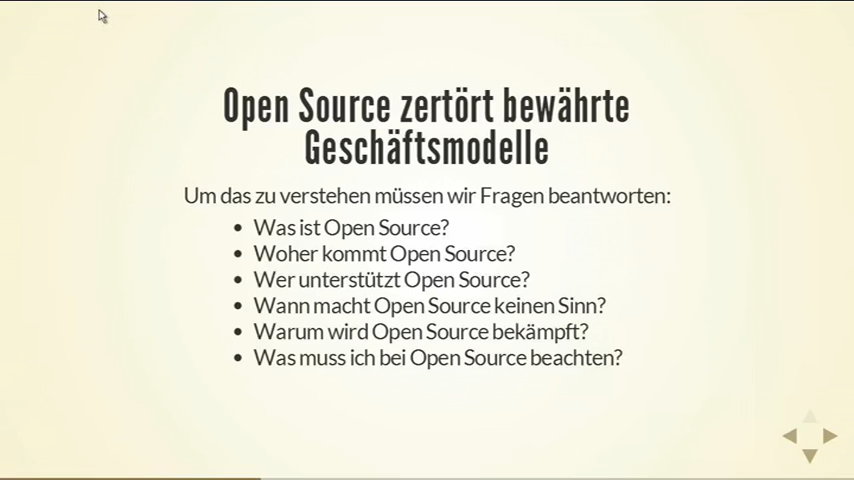 Open Source zertört bewährte
Geschäftsmodelle
Um das zu verstehen müssen wir Fragen beantworten:
• Was ist Open Source?
• Woher kommt Open Source?
• Wer unterstützt Open Source?
• Wann macht Open Source keinen Sinn?
• Warum wird Open Source bekämpft?
• Was muss ich bei Open Source beachten?